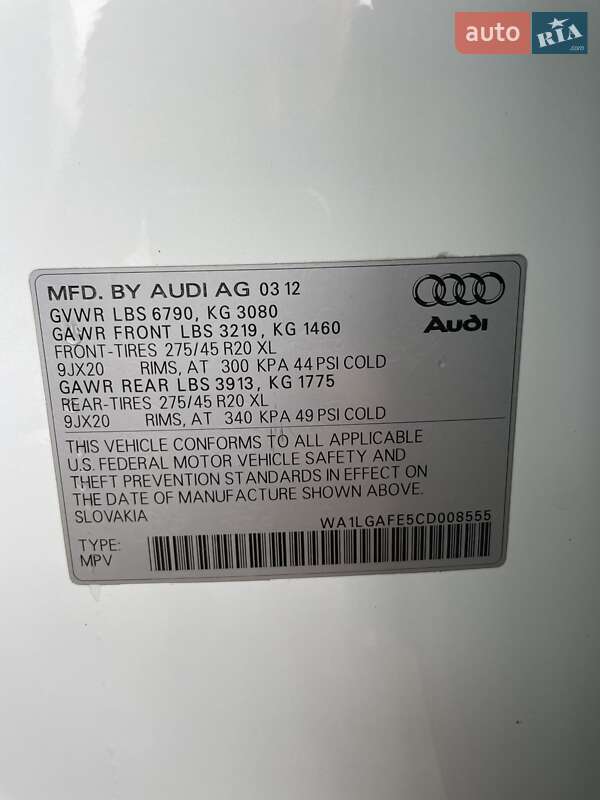 auto RIA .com
MFD. BY AUDI AG 03 12
GVWR LBS 6790, KG 3080
GAWR FRONT LBS 3219, KG 1460
FRONT-TIRES 275/45 R20 XL
9JX20 RIMS, AT 300 KPA 44 PSI COLD
GAWR REAR LBS 3913, KG 1775
REAR-TIRES 275/45 R20 XL
9JX20 RIMS, AT 340 KPA 49 PSI COLD
Audi
THIS VEHICLE CONFORMS TO ALL APPLICABLE
U.S. FEDERAL MOTOR VEHICLE SAFETY AND
THEFT PREVENTION STANDARDS IN EFFECT ON
THE DATE OF MANUFACTURE SHOWN ABOVE.
SLOVAKIA WA1LGAFE5CD008555
TYPE:
MPV